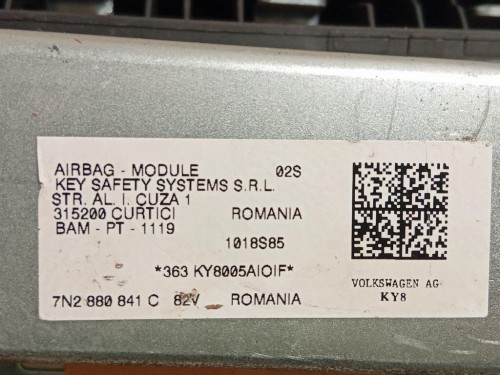 AIRBAG - MODULE 02S
KEY SAFETY SYSTEMS S.R.L.
STR. AL. I. CUZA 1
315200 CURTICI ROMANIA
BAM - PT - 1119
1018S85
*363 KY8005AIOIF*
7N2 880 841 C 82V ROMANIA
VOLKSWAGEN AG
KY8